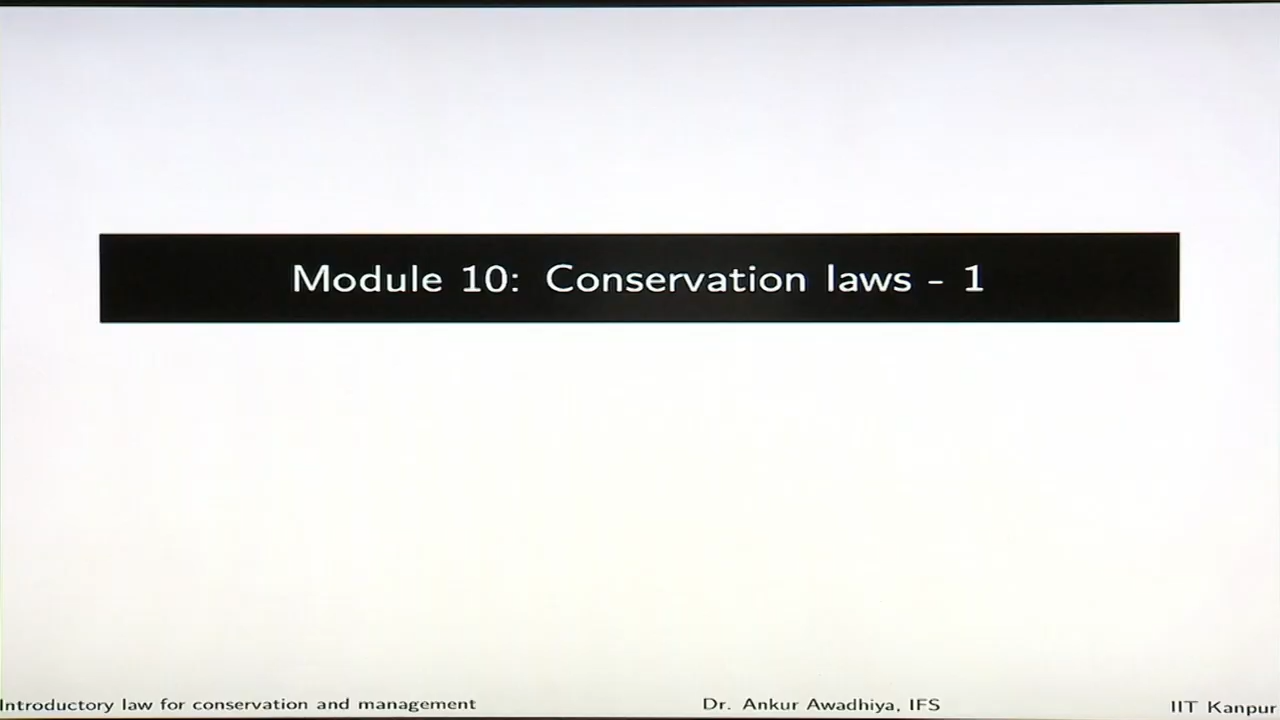 Module 10: Conservation laws - 1
Introductory law for conservation and management Dr. Ankur Awadhiya, IFS IIT Kanpur